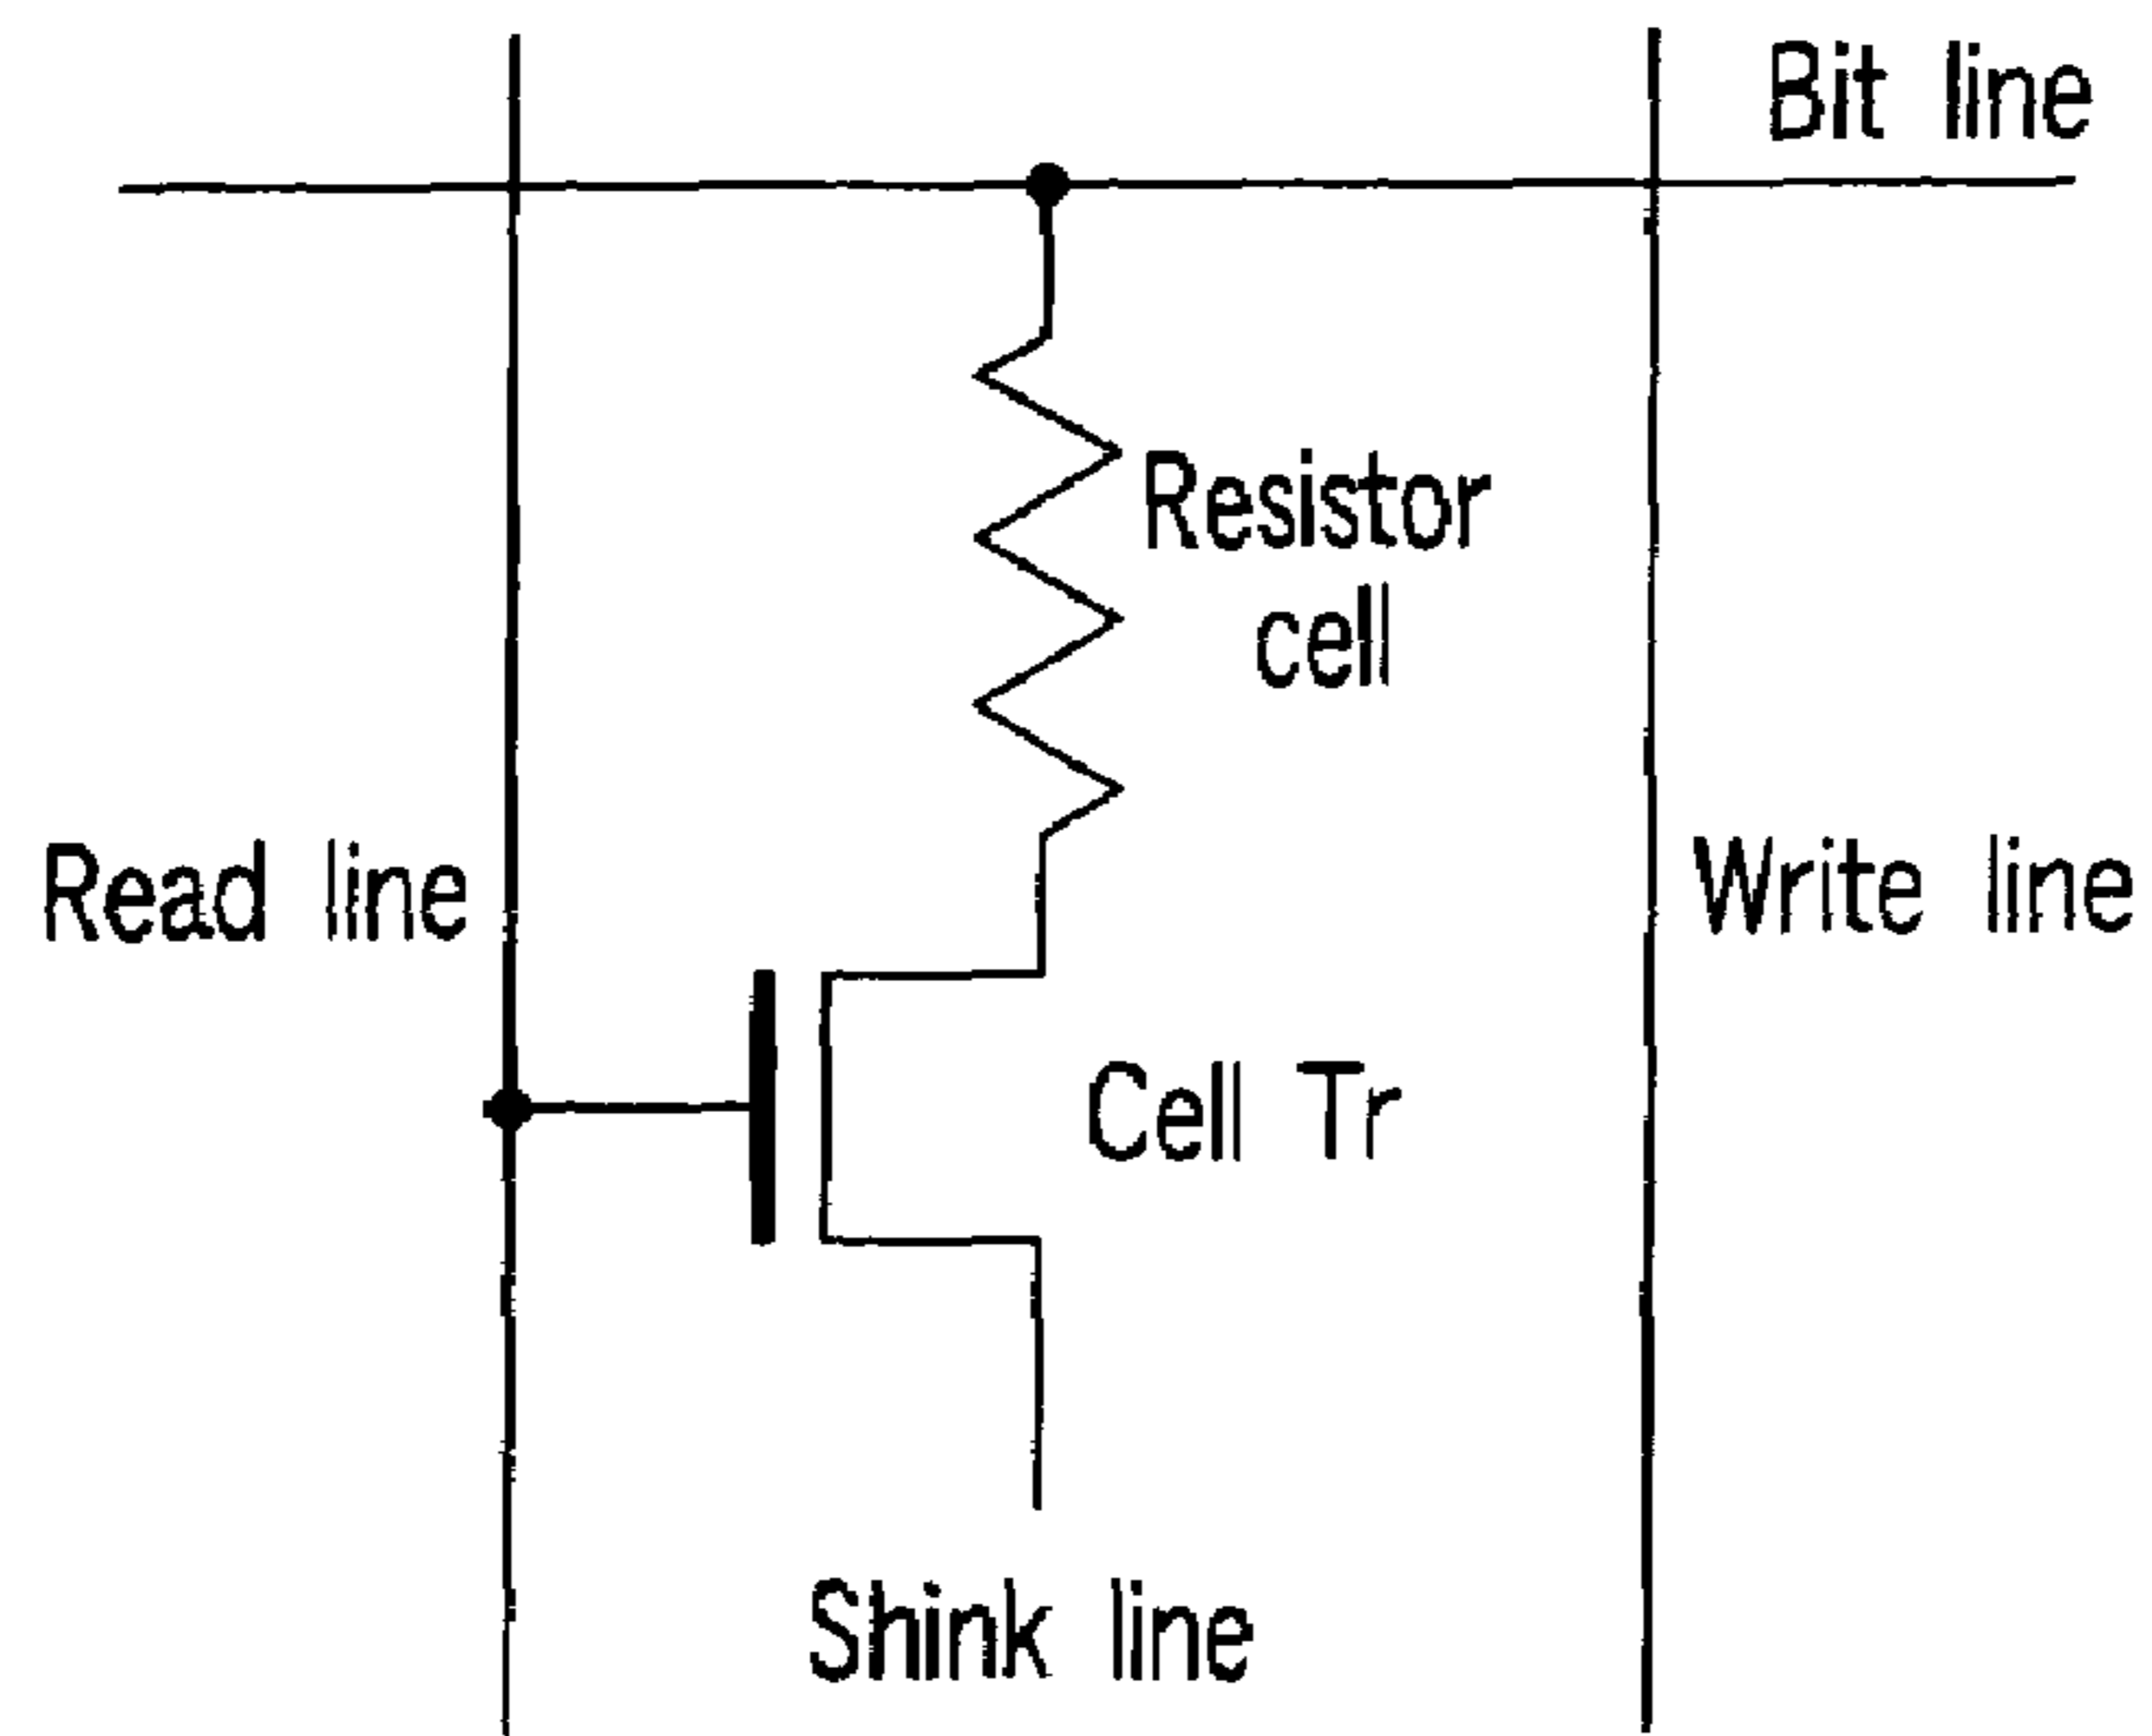 Bit line
Resistor
cell
Read line
Write line
Cell Tr
Shink line